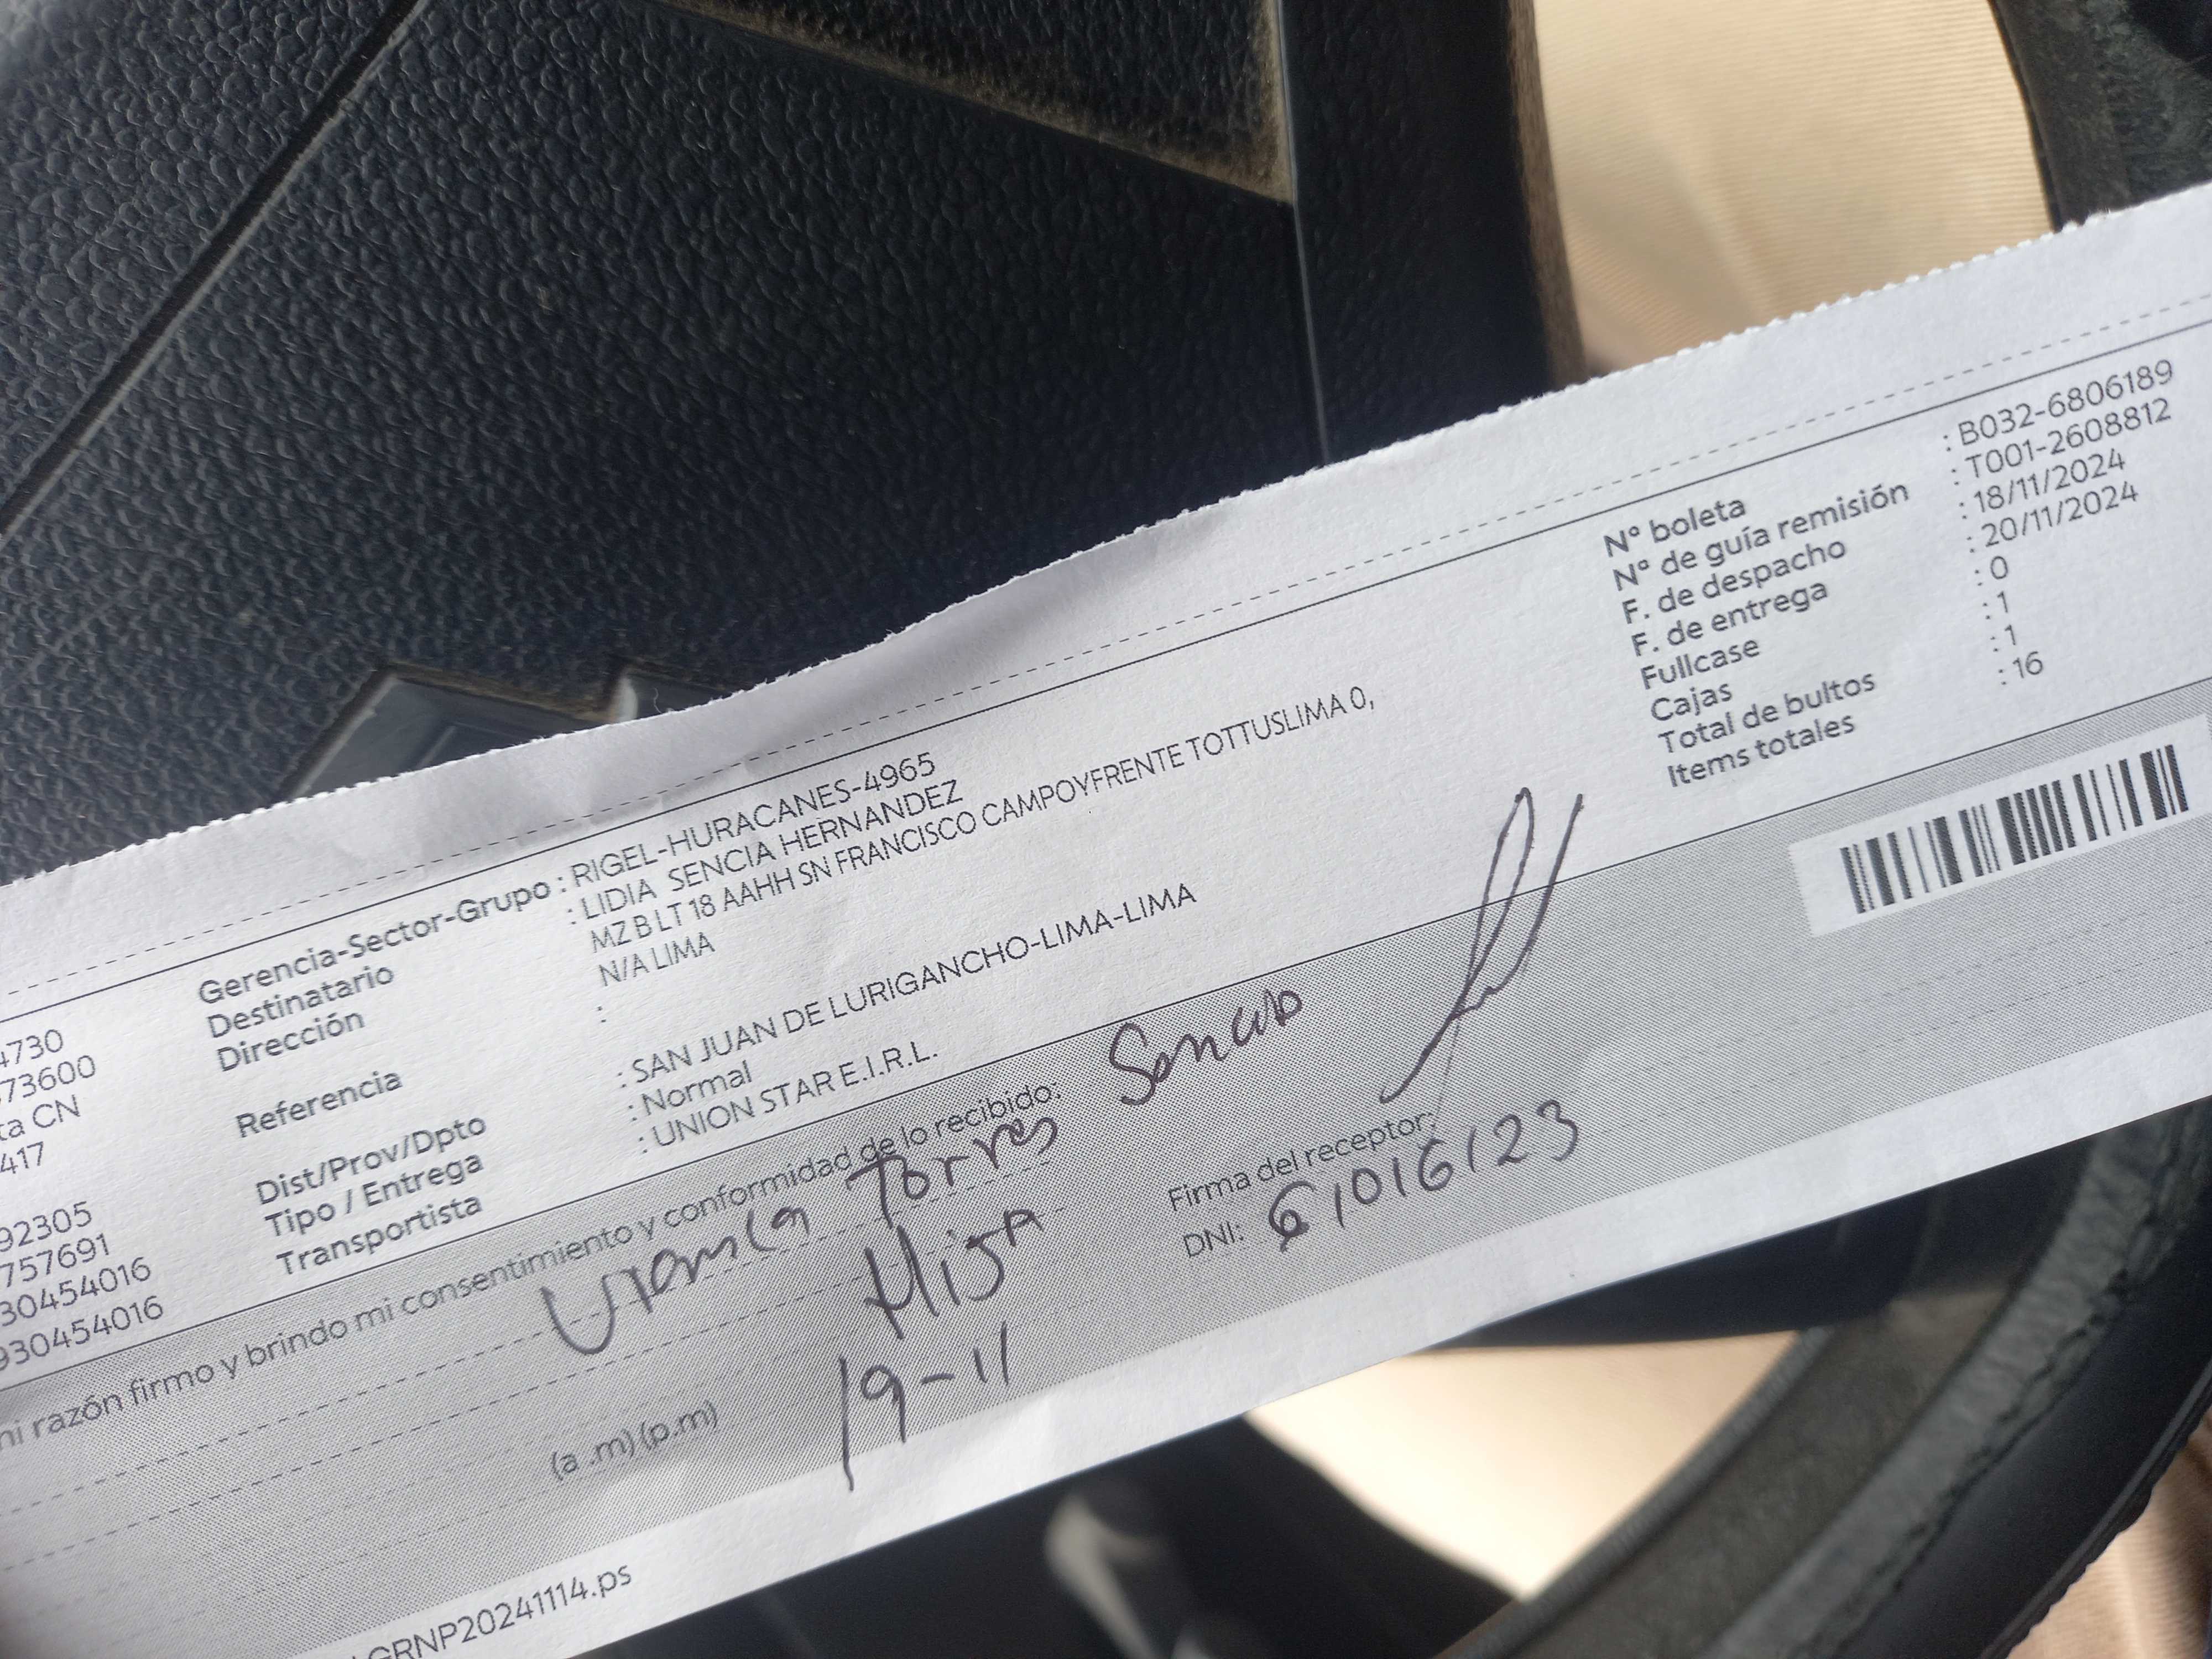 4730
73600
ta CN
417
92305
757691
30454016
930454016
Gerencia-Sector-Grupo : RIGEL-HURACANES-4965
Destinatario : LIDIA SENCIA HERNANDEZ
Dirección MZ B LT 18 AAHH SN FRANCISCO CAMPOYFRENTE TOTTUSLIMA 0,
N/A LIMA
Referencia :
Dist/Prov/Dpto : SAN JUAN DE LURIGANCHO-LIMA-LIMA
Tipo / Entrega : Normal
Transportista : UNION STAR E.I.R.L.
N° boleta : B032-6806189
N° de guía remisión : T001-2608812
F. de despacho : 18/11/2024
F. de entrega : 20/11/2024
Fullcase : 0
Cajas : 1
Total de bultos : 1
Items totales : 16
ni razón firmo y brindo mi consentimiento y conformidad de lo recibido.
Torres
Hija
(a .m) (p.m) 19-11
Firma del receptor:
DNI: 61016123
GRNP20241114.ps